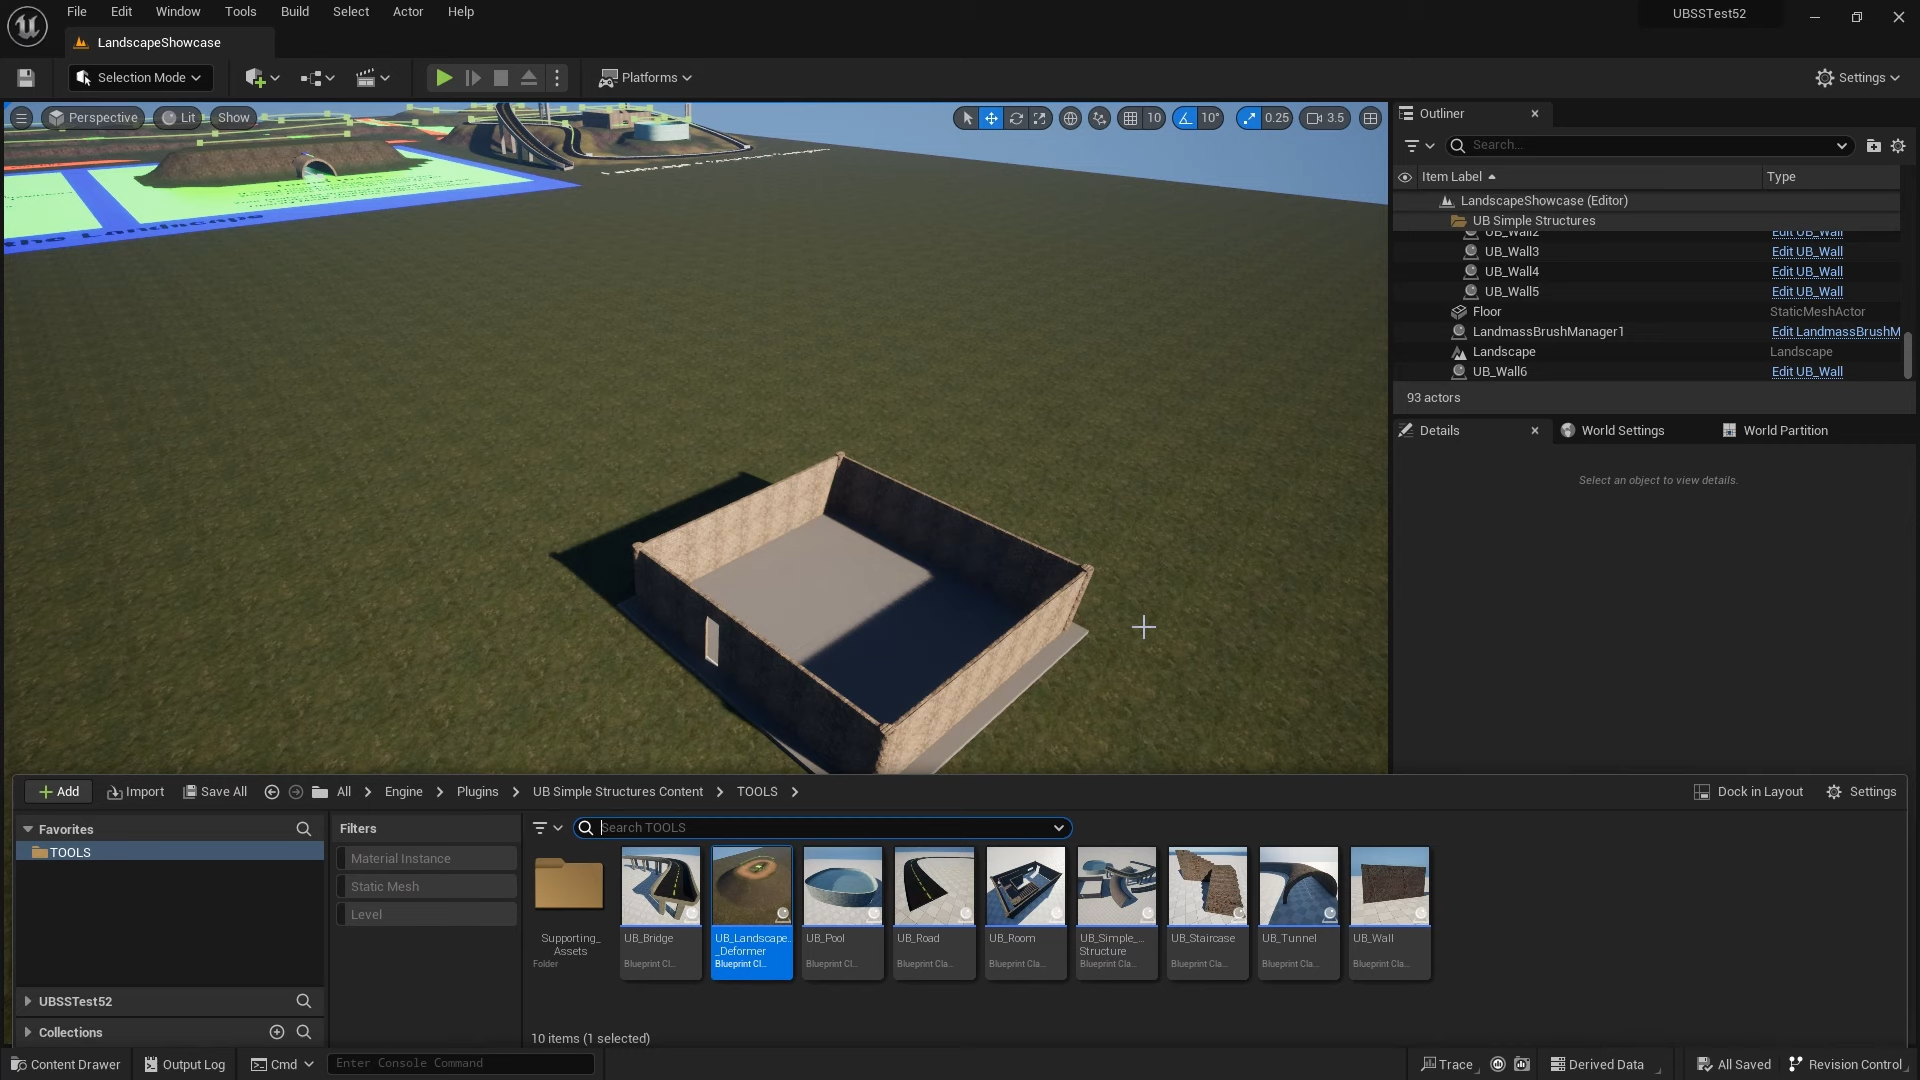 File Edit Window Tools Build Select Actor Help
UBSSTest52
LandscapeShowcase
Selection Mode
Platforms
Settings
Perspective Lit Show
10 10° 0.25 3.5
Outliner
Search...
Item Label Type
LandscapeShowcase (Editor)
UB Simple Structures
UB_Wall2 Edit UB_Wall
UB_Wall3 Edit UB_Wall
UB_Wall4 Edit UB_Wall
UB_Wall5 Edit UB_Wall
Floor StaticMeshActor
LandmassBrushManager1 Edit LandmassBrushM
Landscape Landscape
UB_Wall6 Edit UB_Wall
93 actors
Details World Settings World Partition
Select an object to view details.
the Landscape
Add Import Save All All Engine Plugins UB Simple Structures Content TOOLS
Dock in Layout Settings
Favorites
TOOLS
UBSSTest52
Collections
Filters
Material Instance
Static Mesh
Level
Search TOOLS
Supporting_
Assets
Folder
UB_Bridge
Blueprint Cl...
UB_Landscape..
_Deformer
Blueprint Cl...
UB_Pool
Blueprint Cl...
UB_Road
Blueprint Cla...
UB_Room
Blueprint Cla...
UB_Simple_...
Structure
Blueprint Cla...
UB_Staircase
Blueprint Cla...
UB_Tunnel
Blueprint Cla...
UB_Wall
Blueprint Cla...
10 items (1 selected)
Content Drawer Output Log Cmd Enter Console Command
Trace Derived Data All Saved Revision Control